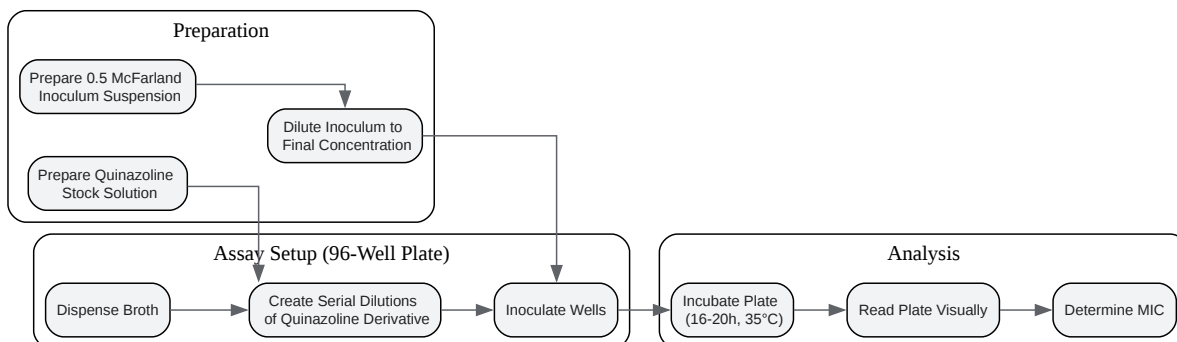 Preparation
Prepare 0.5 McFarland
Inoculum Suspension
Dilute Inoculum to
Final Concentration
Prepare Quinazoline
Stock Solution
Assay Setup (96-Well Plate)
Dispense Broth
Create Serial Dilutions
of Quinazoline Derivative
Inoculate Wells
Analysis
Incubate Plate
(16-20h, 35°C)
Read Plate Visually
Determine MIC